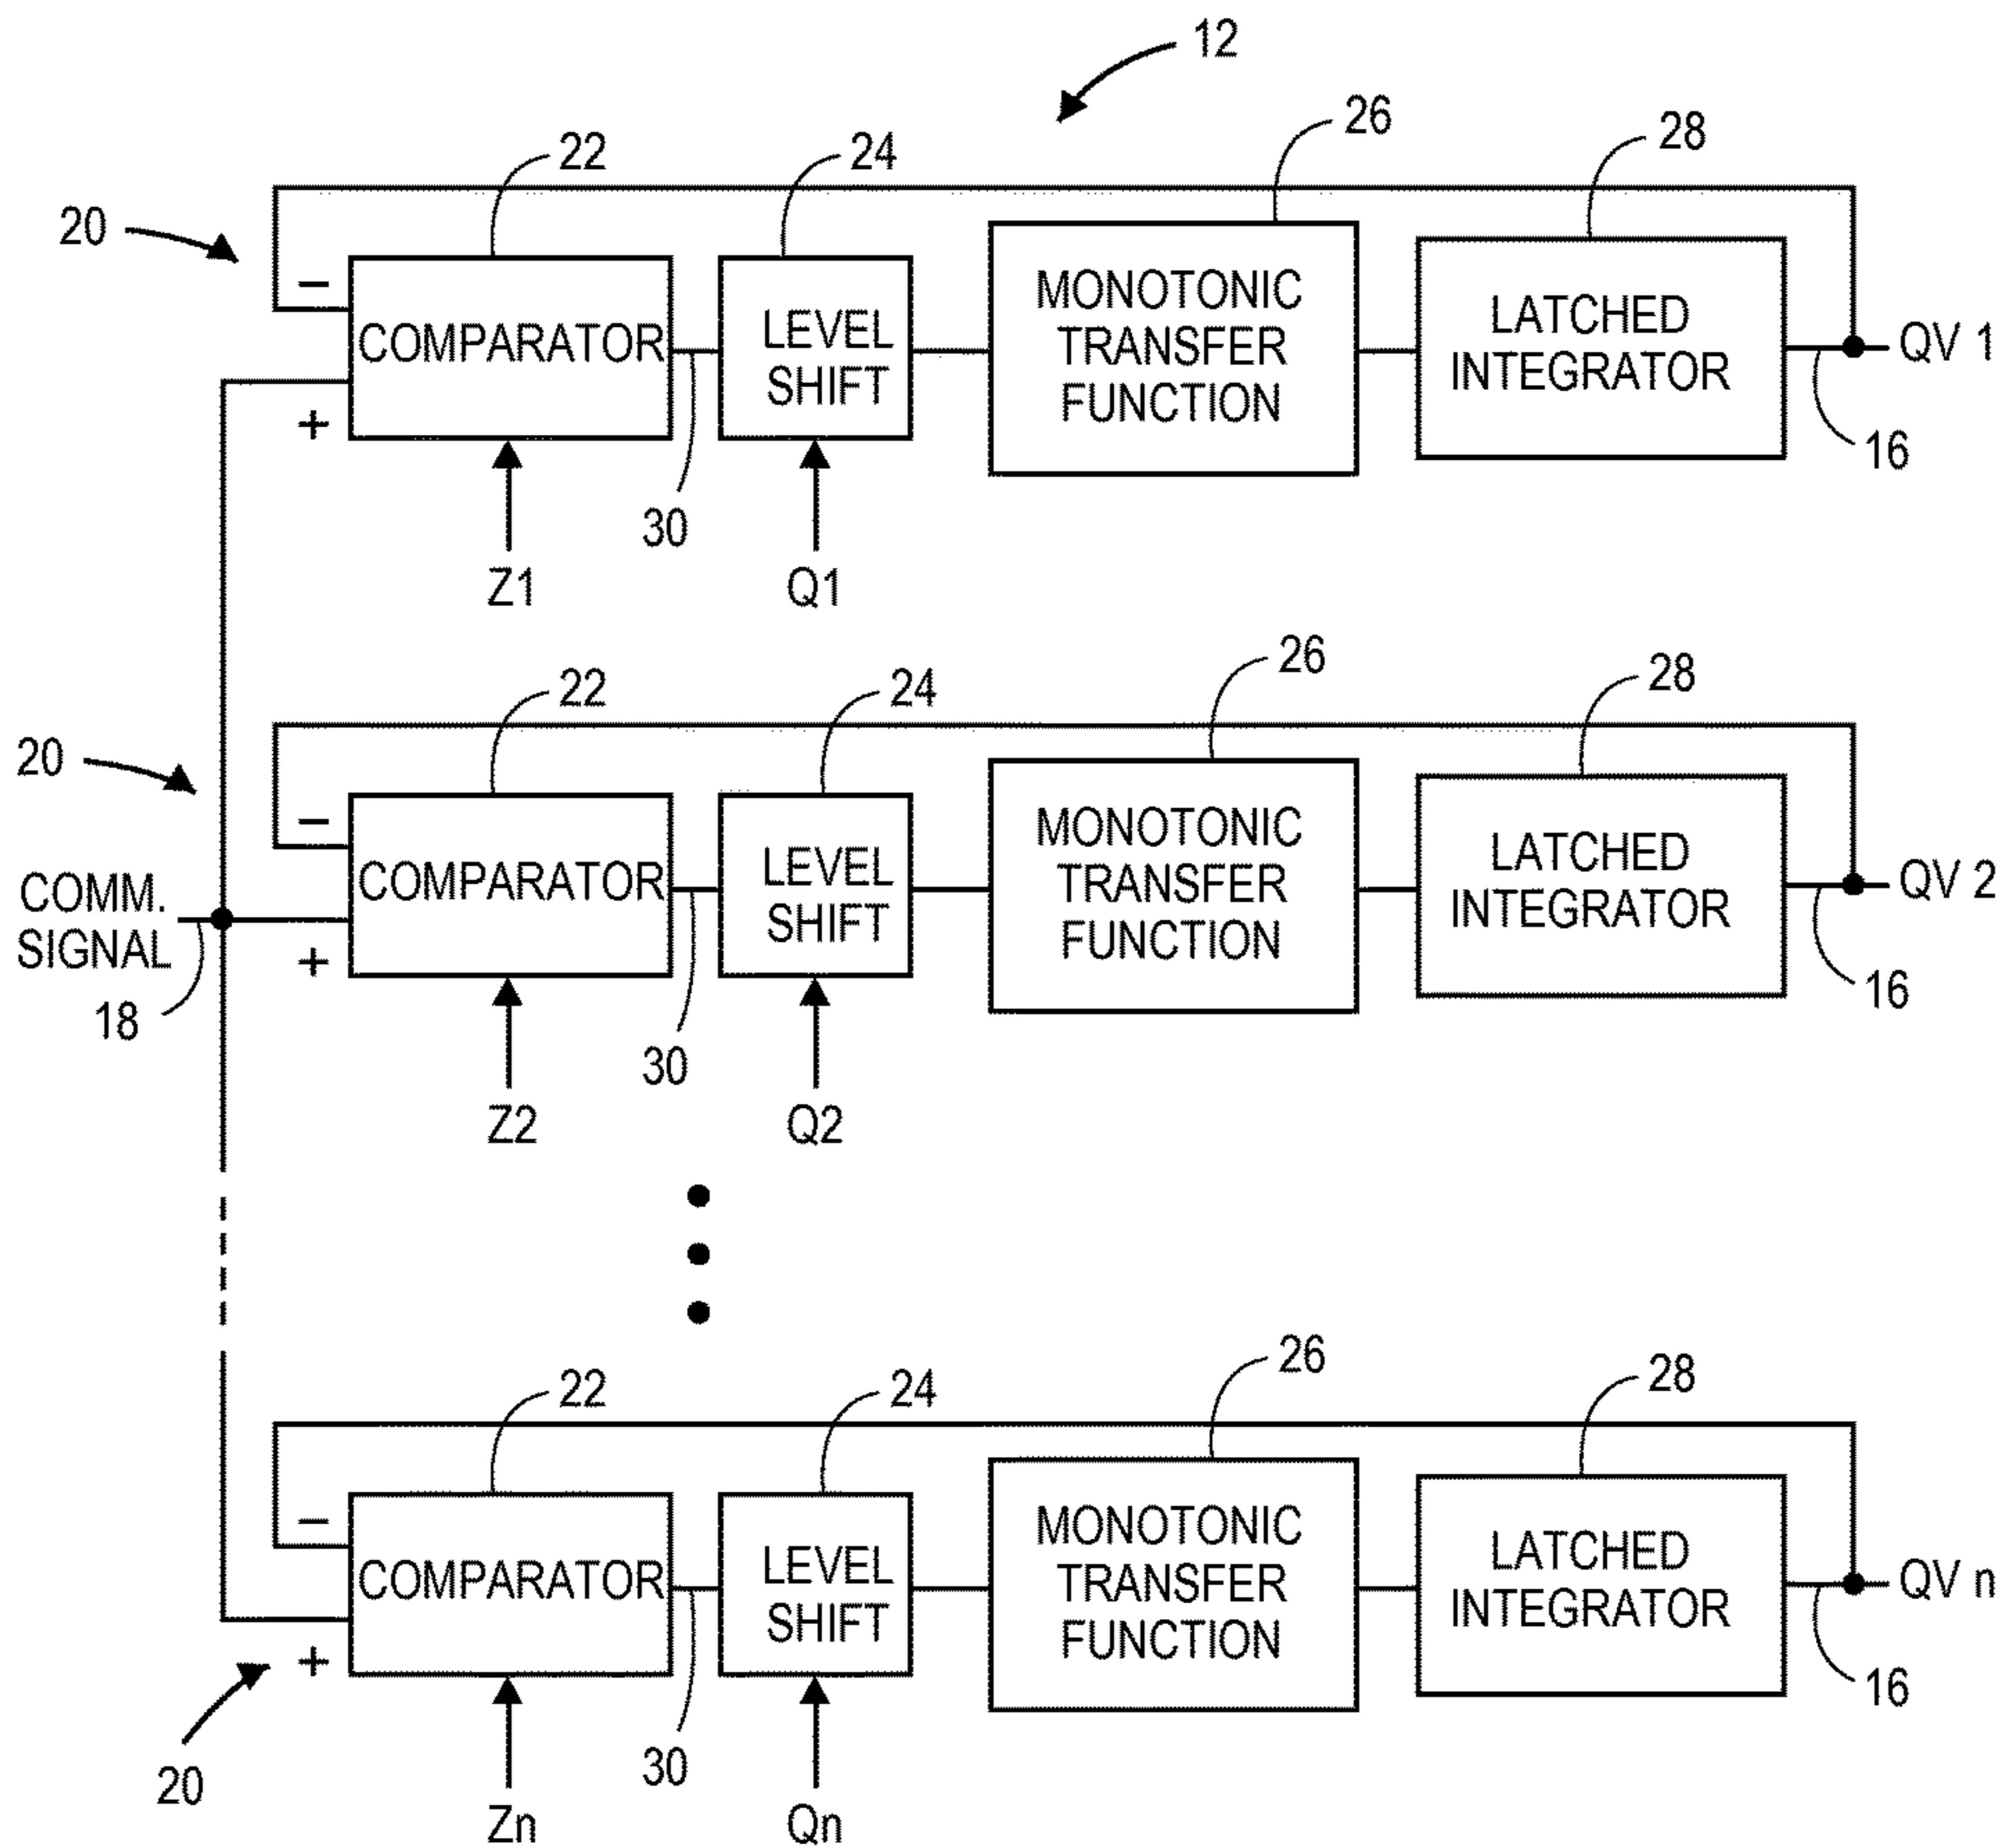 12
22
24
26
28
20
−
COMPARATOR
+
LEVEL
SHIFT
MONOTONIC
TRANSFER
FUNCTION
LATCHED
INTEGRATOR
QV 1
16
30
Z1
Q1
22
24
26
28
20
−
COMPARATOR
+
LEVEL
SHIFT
MONOTONIC
TRANSFER
FUNCTION
LATCHED
INTEGRATOR
QV 2
16
COMM.
SIGNAL
18
30
Z2
Q2
22
24
26
28
−
COMPARATOR
+
LEVEL
SHIFT
MONOTONIC
TRANSFER
FUNCTION
LATCHED
INTEGRATOR
QV n
16
20
30
Zn
Qn